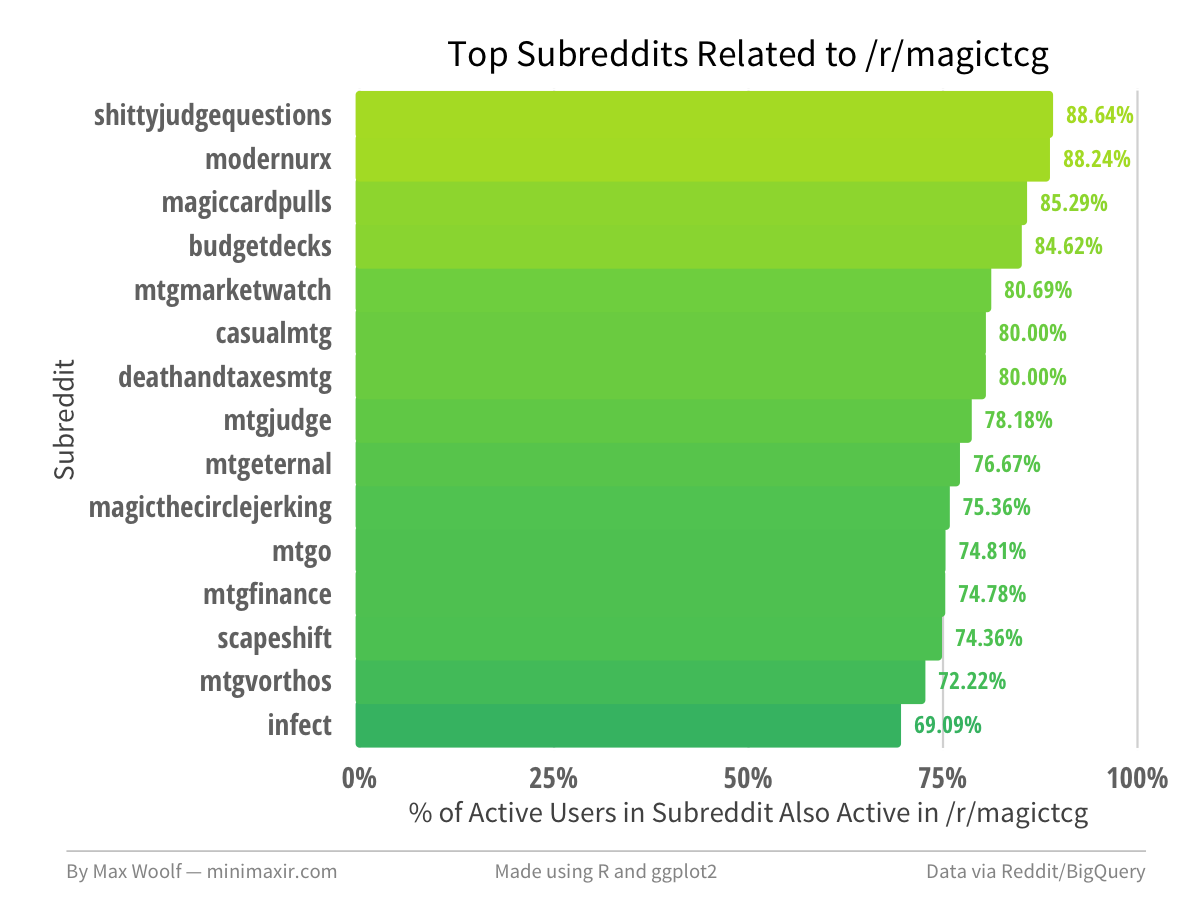 Top Subreddits Related to /r/magictcg
shittyjudgequestions 88.64%
modernurx 88.24%
magiccardpulls 85.29%
budgetdecks 84.62%
mtgmarketwatch 80.69%
casualmtg 80.00%
deathandtaxesmtg 80.00%
mtgjudge 78.18%
mtgeternal 76.67%
magicthecirclejerking 75.36%
mtgo 74.81%
mtgfinance 74.78%
scapeshift 74.36%
mtgvorthos 72.22%
infect 69.09%
Subreddit
0% 25% 50% 75% 100%
% of Active Users in Subreddit Also Active in /r/magictcg
By Max Woolf — minimaxir.com Made using R and ggplot2 Data via Reddit/BigQuery